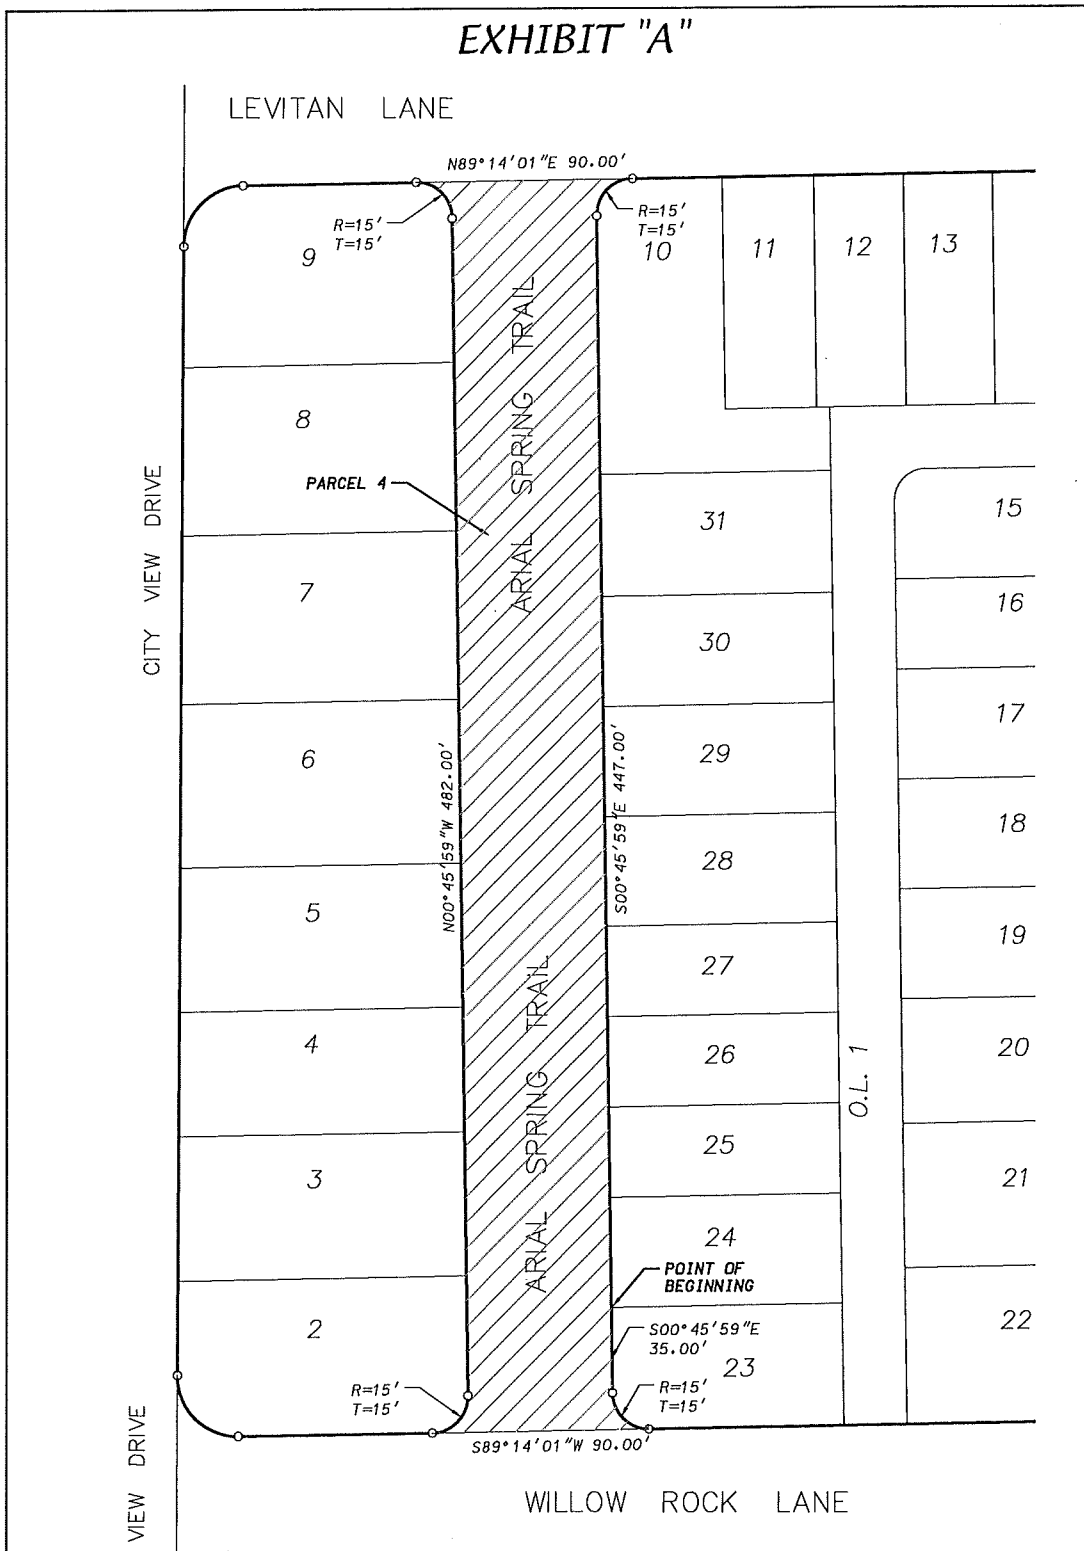 EXHIBIT "A"
LEVITAN LANE
N89°14'01"E 90.00'
R=15'
T=15'
R=15'
T=15'
9
10
11
12
13
ARIAL SPRING TRAIL
8
PARCEL 4
CITY VIEW DRIVE
31
15
7
16
30
17
6
29
N00°45'59"W 482.00'
S00°45'59"E 447.00'
18
28
5
19
27
ARIAL SPRING TRAIL
4
26
20
O.L. 1
3
25
21
24
POINT OF
BEGINNING
2
22
S00°45'59"E
35.00'
23
R=15'
T=15'
R=15'
T=15'
S89°14'01"W 90.00'
VIEW DRIVE
WILLOW ROCK LANE